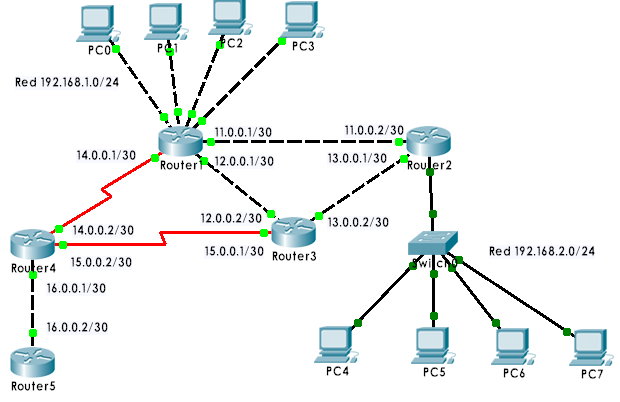 PC0
PC1
PC2
PC3
Red 192.168.1.0/24
11.0.0.1/30
11.0.0.2/30
14.0.0.1/30
Router1
12.0.0.1/30
13.0.0.1/30
Router2
12.0.0.2/30
13.0.0.2/30
14.0.0.2/30
Router3
15.0.0.1/30
Router4
15.0.0.2/30
Switch0
Red 192.168.2.0/24
16.0.0.1/30
16.0.0.2/30
Router5
PC4
PC5
PC6
PC7